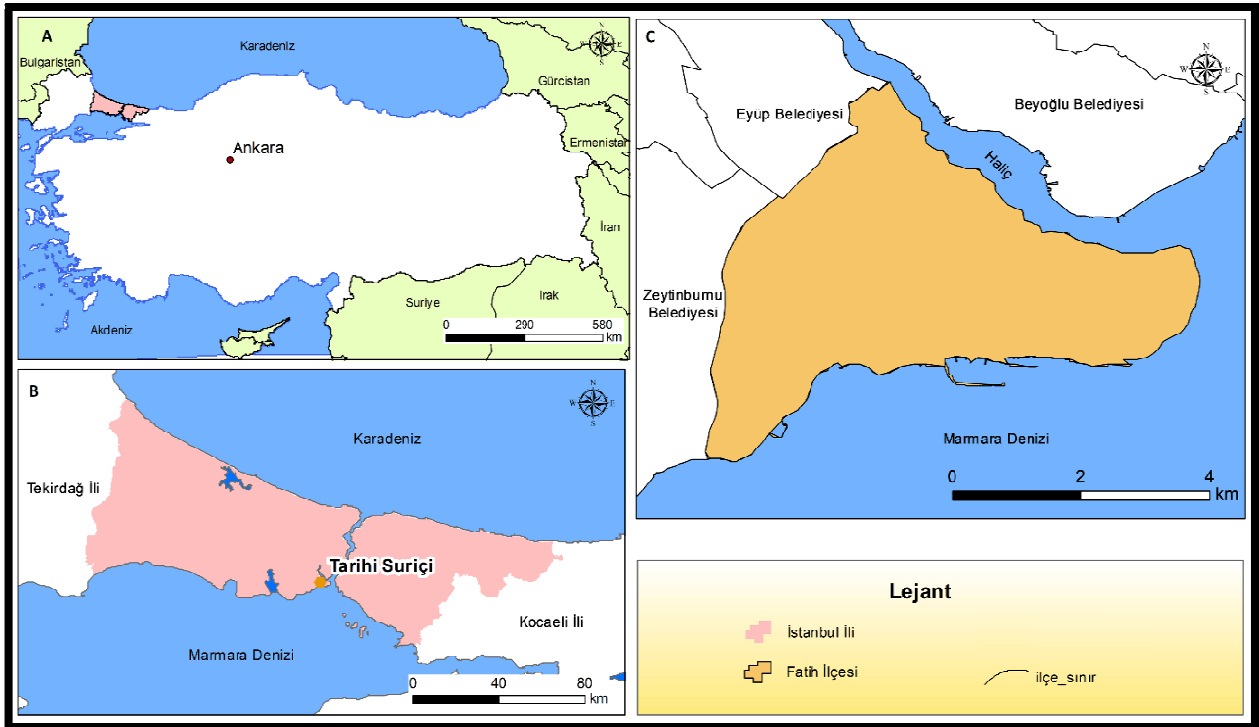 A
Karadeniz
N
W E
S
Bulgaristan
Gürcistan
Ankara
Ermenistan
İran
Suriye
Irak
Akdeniz
0 290 580
km
B
N
W E
S
Karadeniz
Tekirdağ İli
Tarihi Suriçi
Kocaeli İli
Marmara Denizi
0 40 80
km
C
N
W E
S
Beyoğlu Belediyesi
Eyüp Belediyesi
Haliç
Zeytinburnu
Belediyesi
Marmara Denizi
0 2 4
km
Lejant
İstanbul İli
Fatih İlçesi
ilçe_sınır